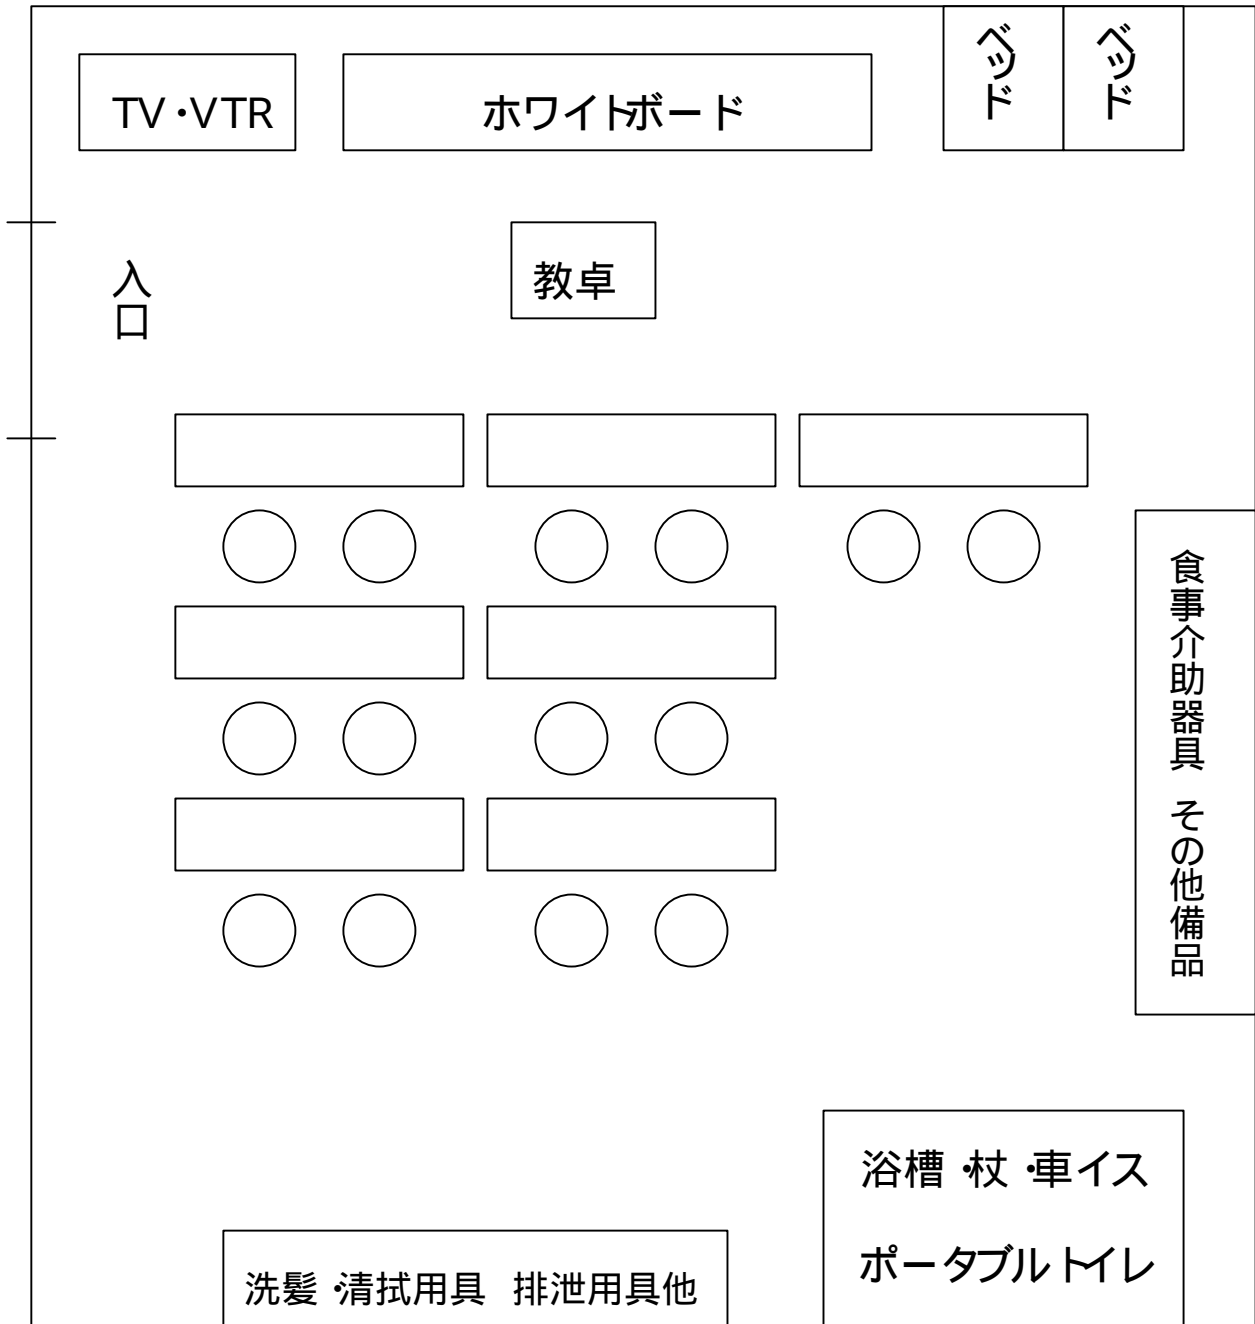 TV・VTR
ホワイトボード
ベッド
ベッド
入口
教卓
食事介助器具 その他備品
浴槽・杖・車イス
ポータブルトイレ
洗髪・清拭用具 排泄用具他